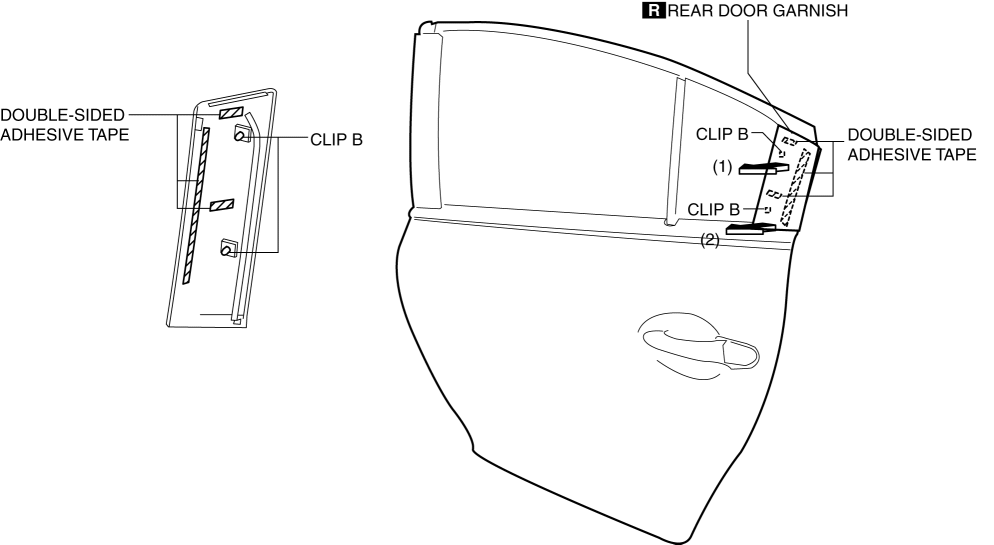 R REAR DOOR GARNISH
DOUBLE-SIDED
ADHESIVE TAPE
CLIP B
CLIP B
(1)
DOUBLE-SIDED
ADHESIVE TAPE
CLIP B
(2)